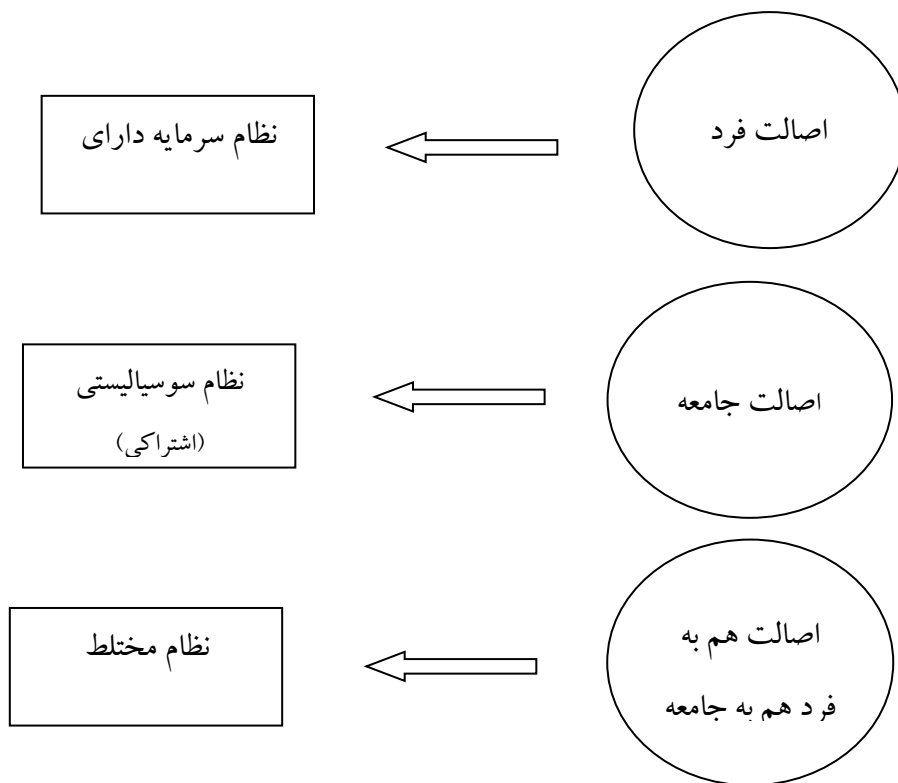 اصالت فرد
نظام سرمایه دارای
اصالت جامعه
نظام سوسیالیستی
(اشتراکی)
اصالت هم به
فرد هم به جامعه
نظام مختلط